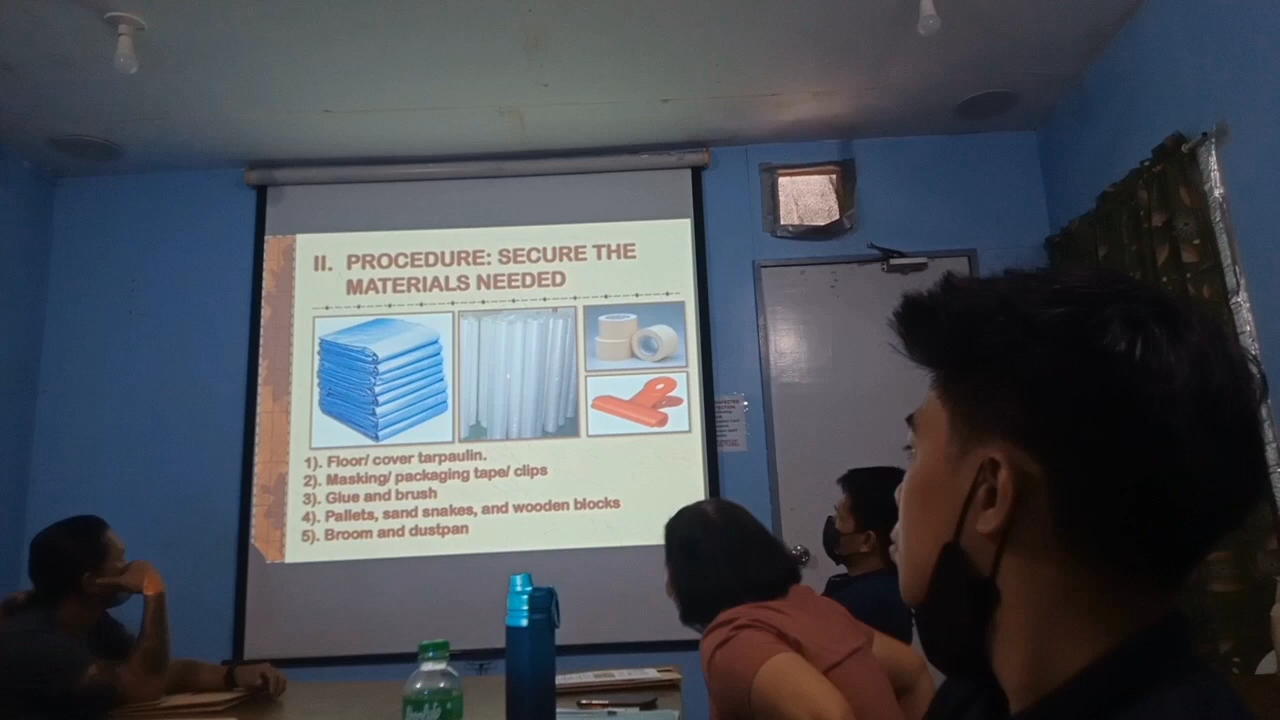 II. PROCEDURE: SECURE THE
MATERIALS NEEDED
1). Floor/ cover tarpaulin.
2). Masking/ packaging tape/ clips
3). Glue and brush
4). Pallets, sand snakes, and wooden blocks
5). Broom and dustpan